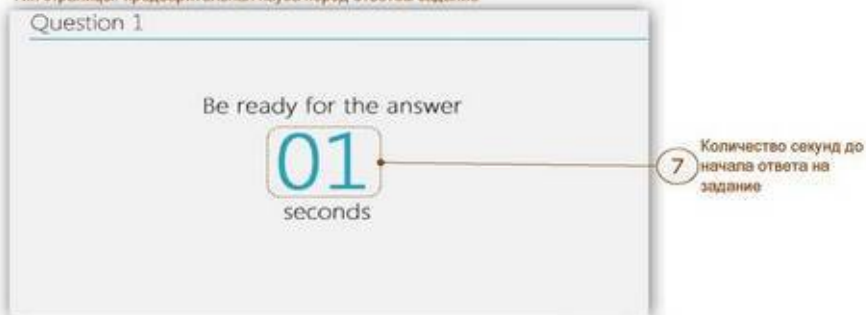 Question 1
Be ready for the answer
01
seconds
7
Количество секунд до
начала ответа на
задание